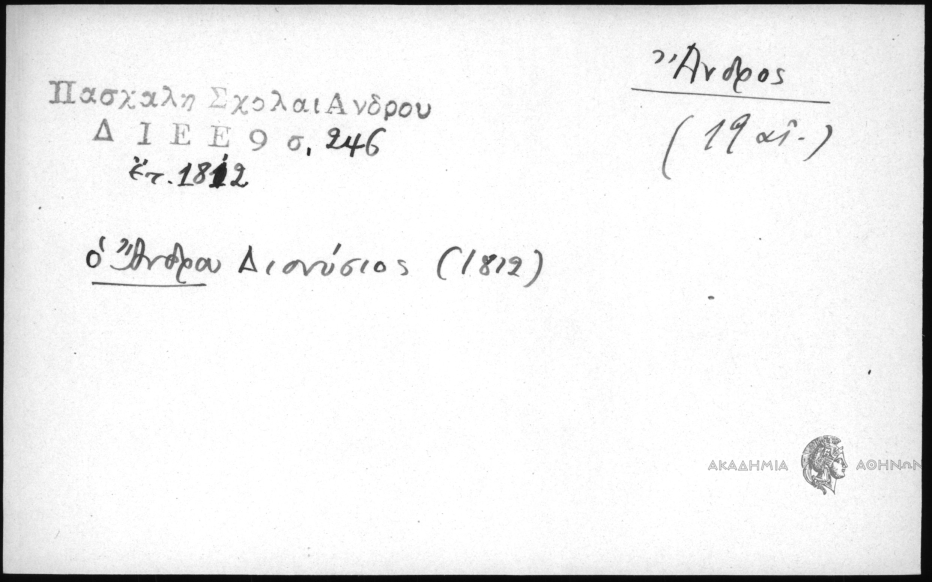 Ἄνδρος
(19 αἰ.)
Πασχαλη Σχολαι Ανδρου
Δ Ι Ε Ε 9 σ. 246
ἔτ. 1812
ὁ Ἄνδρου Διονύσιος (1812)
ΑΚΑΔΗΜΙΑ ΑΘΗΝΩΝ